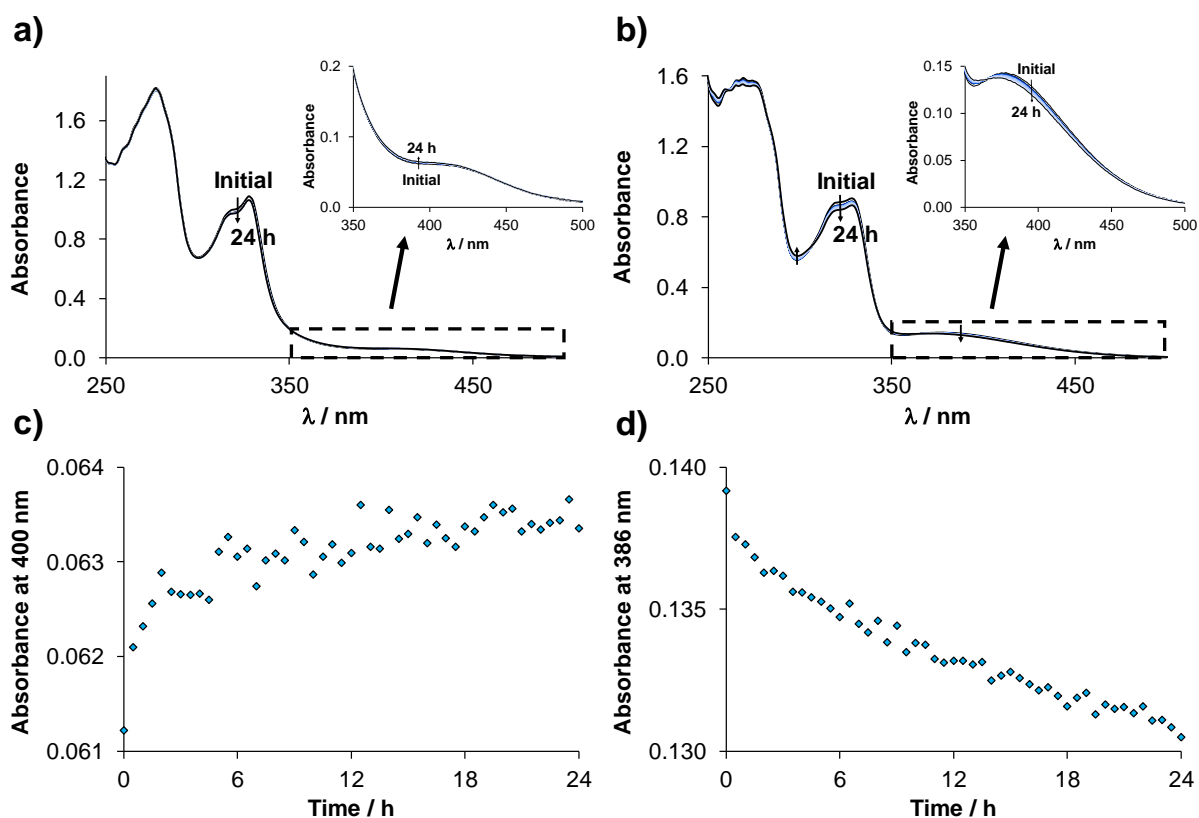 a)
Absorbance
1.6
1.2
0.8
0.4
0.0
250
350
450
λ / nm
Initial
24 h
Absorbance
0.2
0.1
0.0
350
400
450
500
λ / nm
24 h
Initial
b)
Absorbance
1.6
1.2
0.8
0.4
0.0
250
350
450
λ / nm
Initial
24 h
Absorbance
0.15
0.10
0.05
0.00
350
400
450
500
λ / nm
Initial
24 h
c)
Absorbance at 400 nm
0.064
0.063
0.062
0.061
0
6
12
18
24
Time / h
d)
Absorbance at 386 nm
0.140
0.135
0.130
0
6
12
18
24
Time / h